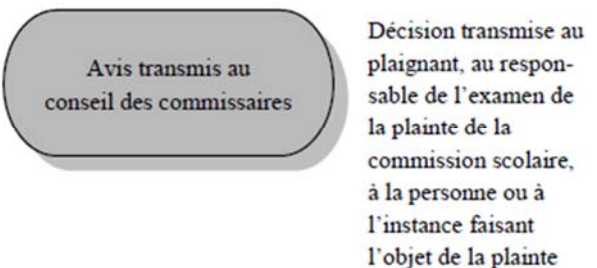 Avis transmis au
conseil des commissaires
Décision transmise au
plaignant, au respon-
sable de l'examen de
la plainte de la
commission scolaire,
à la personne ou à
l'instance faisant
l'objet de la plainte